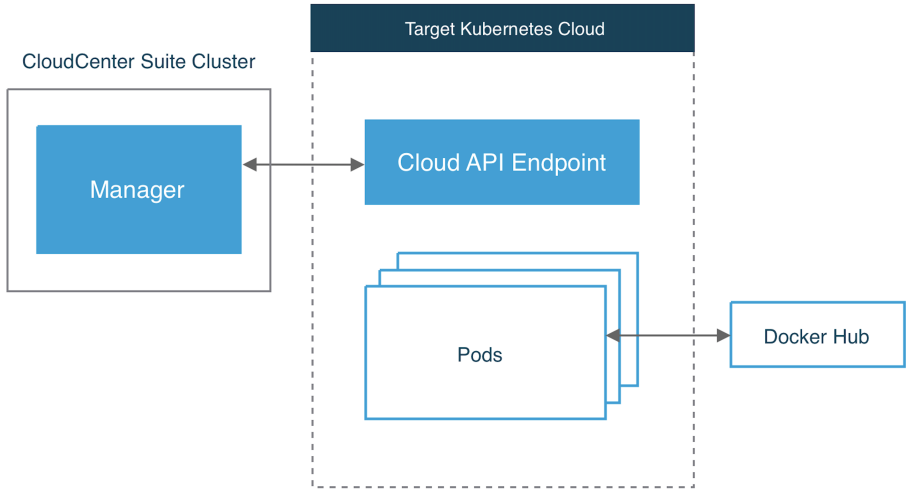 Target Kubernetes Cloud
CloudCenter Suite Cluster
Manager
Cloud API Endpoint
Pods
Docker Hub